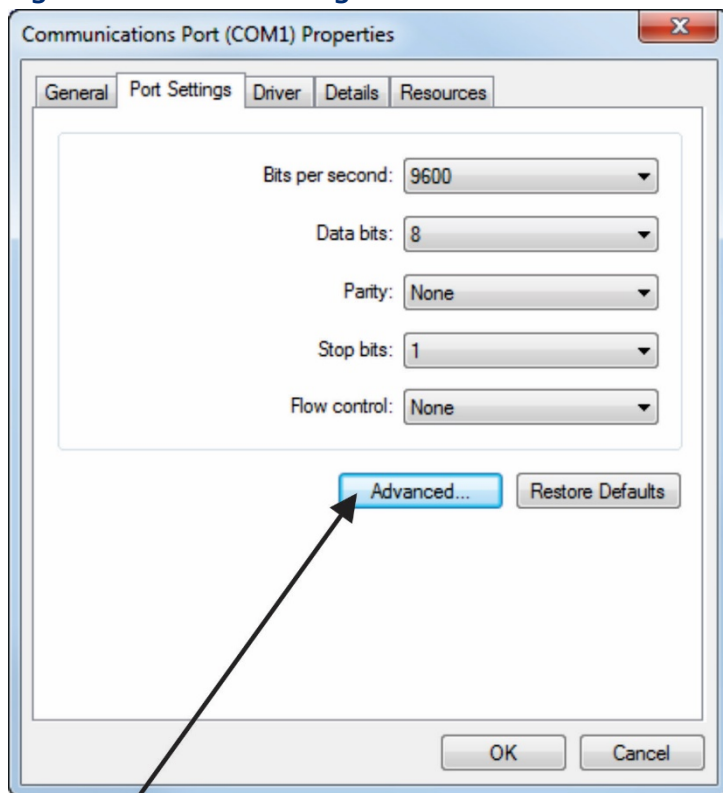 Communications Port (COM1) Properties
General Port Settings Driver Details Resources
Bits per second: 9600
Data bits: 8
Parity: None
Stop bits: 1
Flow control: None
Advanced... Restore Defaults
OK Cancel